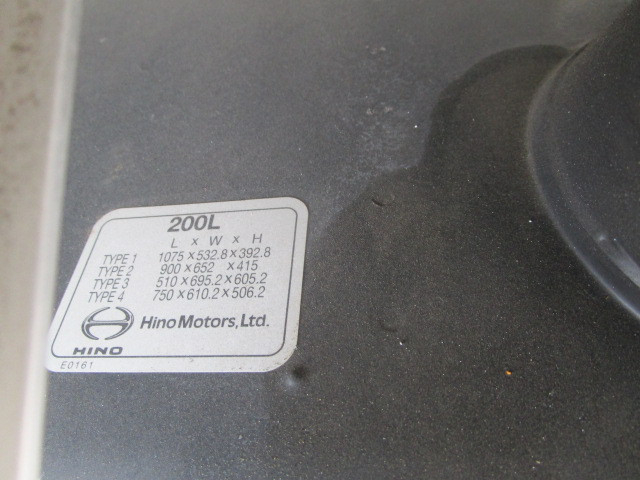 200L
L × W × H
TYPE 1 1075×532.8×392.8
TYPE 2 900×652 ×415
TYPE 3 510×695.2×605.2
TYPE 4 750×610.2×506.2
Hino Motors, Ltd.
HINO
E0161